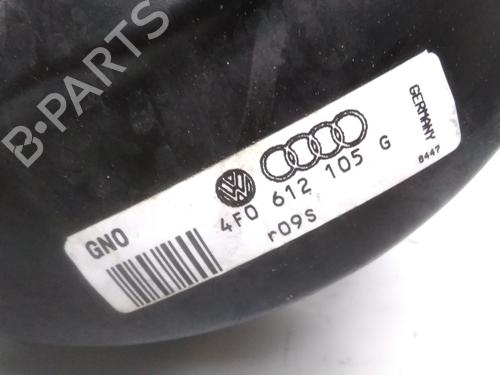 B-PARTS
GERMANY
8447
4F0 612 105 G
r09S
GNO